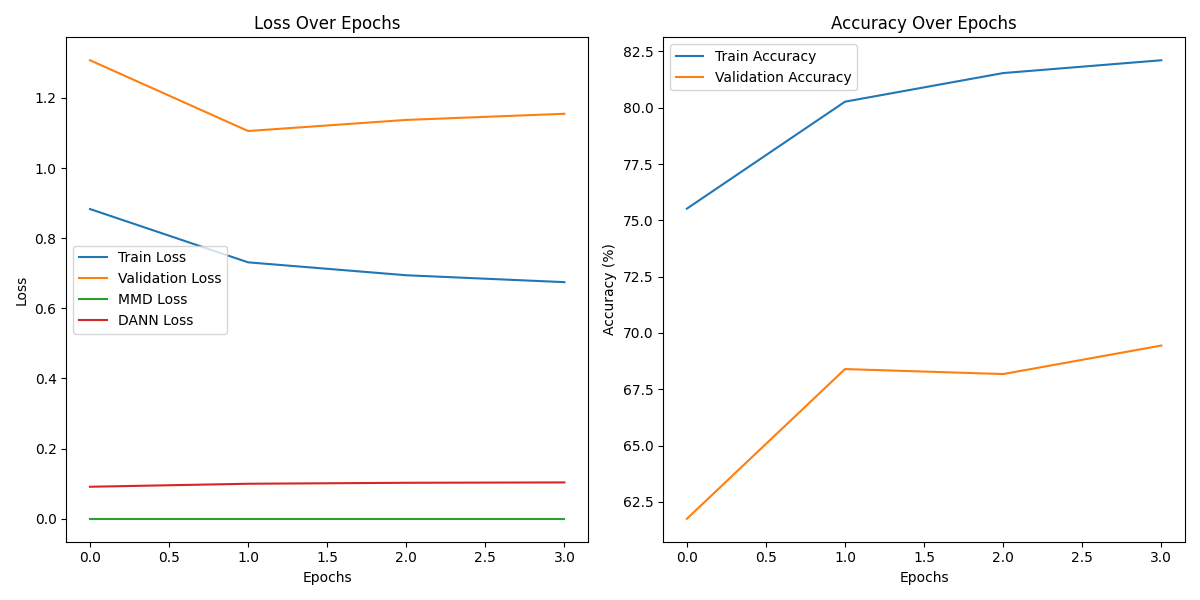 Loss Over Epochs
1.2
1.0
0.8
0.6
0.4
0.2
0.0
Loss
Train Loss
Validation Loss
MMD Loss
DANN Loss
0.0 0.5 1.0 1.5 2.0 2.5 3.0
Epochs
Accuracy Over Epochs
82.5
80.0
77.5
75.0
72.5
70.0
67.5
65.0
62.5
Accuracy (%)
Train Accuracy
Validation Accuracy
0.0 0.5 1.0 1.5 2.0 2.5 3.0
Epochs